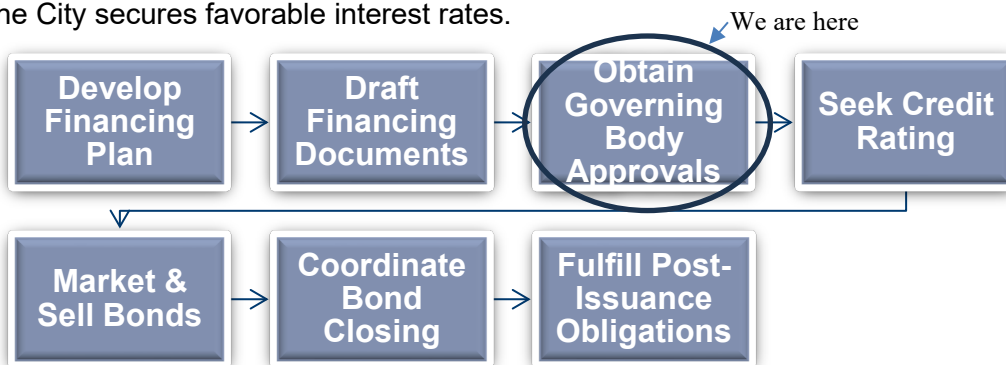 he City secures favorable interest rates.
We are here
Develop
Financing
Plan
Draft
Financing
Documents
Obtain
Governing
Body
Approvals
Seek Credit
Rating
Market &
Sell Bonds
Coordinate
Bond
Closing
Fulfill Post-
Issuance
Obligations